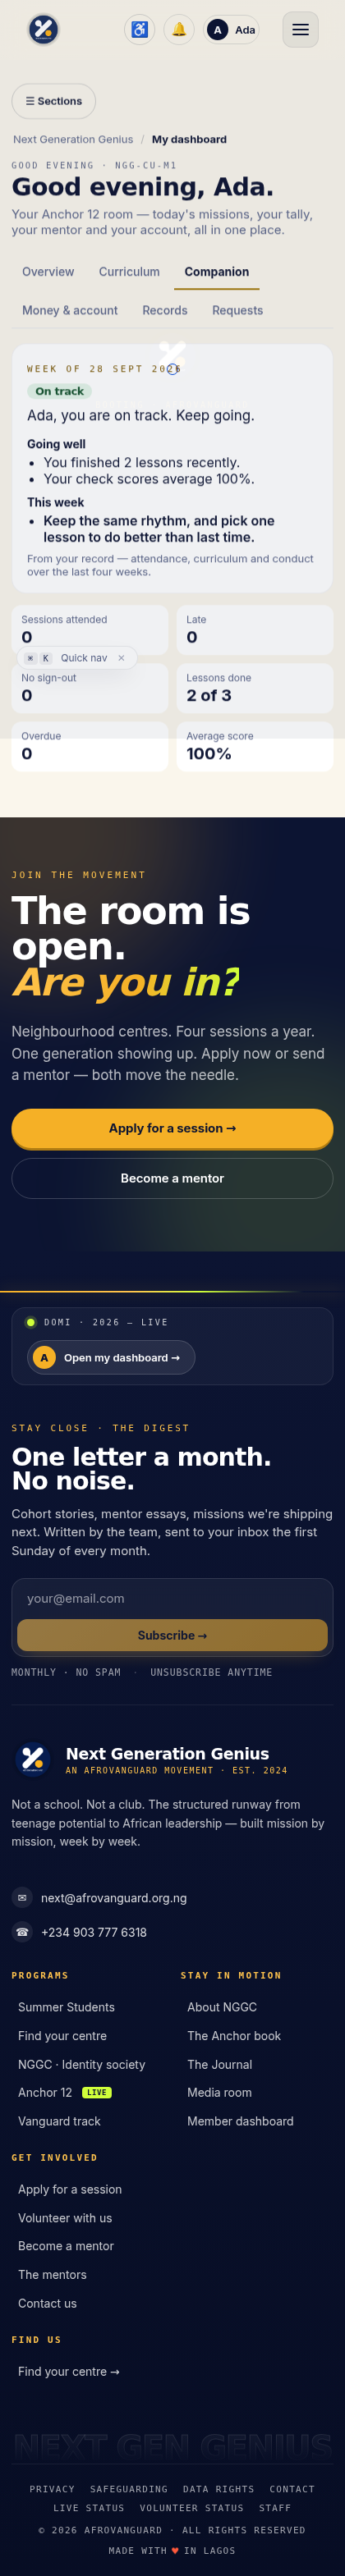 A Ada
☰ Sections
Next Generation Genius / My dashboard
GOOD EVENING · NGG-CU-M1
Good evening, Ada.
Your Anchor 12 room — today's missions, your tally,
your mentor and your account, all in one place.
Overview Curriculum Companion
Money & account Records Requests
WEEK OF 28 SEPT 2026
On track
Ada, you are on track. Keep going.
Going well
• You finished 2 lessons recently.
• Your check scores average 100%.
This week
• Keep the same rhythm, and pick one
lesson to do better than last time.
From your record — attendance, curriculum and conduct
over the last four weeks.
Sessions attended
0
Late
0
⌘ K Quick nav ×
No sign-out
0
Lessons done
2 of 3
Overdue
0
Average score
100%
JOIN THE MOVEMENT
The room is
open.
Are you in?
Neighbourhood centres. Four sessions a year.
One generation showing up. Apply now or send
a mentor — both move the needle.
Apply for a session →
Become a mentor
DOMI · 2026 — LIVE
A Open my dashboard →
STAY CLOSE · THE DIGEST
One letter a month.
No noise.
Cohort stories, mentor essays, missions we're shipping
next. Written by the team, sent to your inbox the first
Sunday of every month.
your@email.com
Subscribe →
MONTHLY · NO SPAM · UNSUBSCRIBE ANYTIME
Next Generation Genius
AN AFROVANGUARD MOVEMENT · EST. 2024
Not a school. Not a club. The structured runway from
teenage potential to African leadership — built mission by
mission, week by week.
✉ next@afrovanguard.org.ng
☎ +234 903 777 6318
PROGRAMS
Summer Students
Find your centre
NGGC · Identity society
Anchor 12 LIVE
Vanguard track
STAY IN MOTION
About NGGC
The Anchor book
The Journal
Media room
Member dashboard
GET INVOLVED
Apply for a session
Volunteer with us
Become a mentor
The mentors
Contact us
FIND US
Find your centre →
NEXT GEN GENIUS
PRIVACY SAFEGUARDING DATA RIGHTS CONTACT
LIVE STATUS VOLUNTEER STATUS STAFF
© 2026 AFROVANGUARD · ALL RIGHTS RESERVED
MADE WITH ♥ IN LAGOS